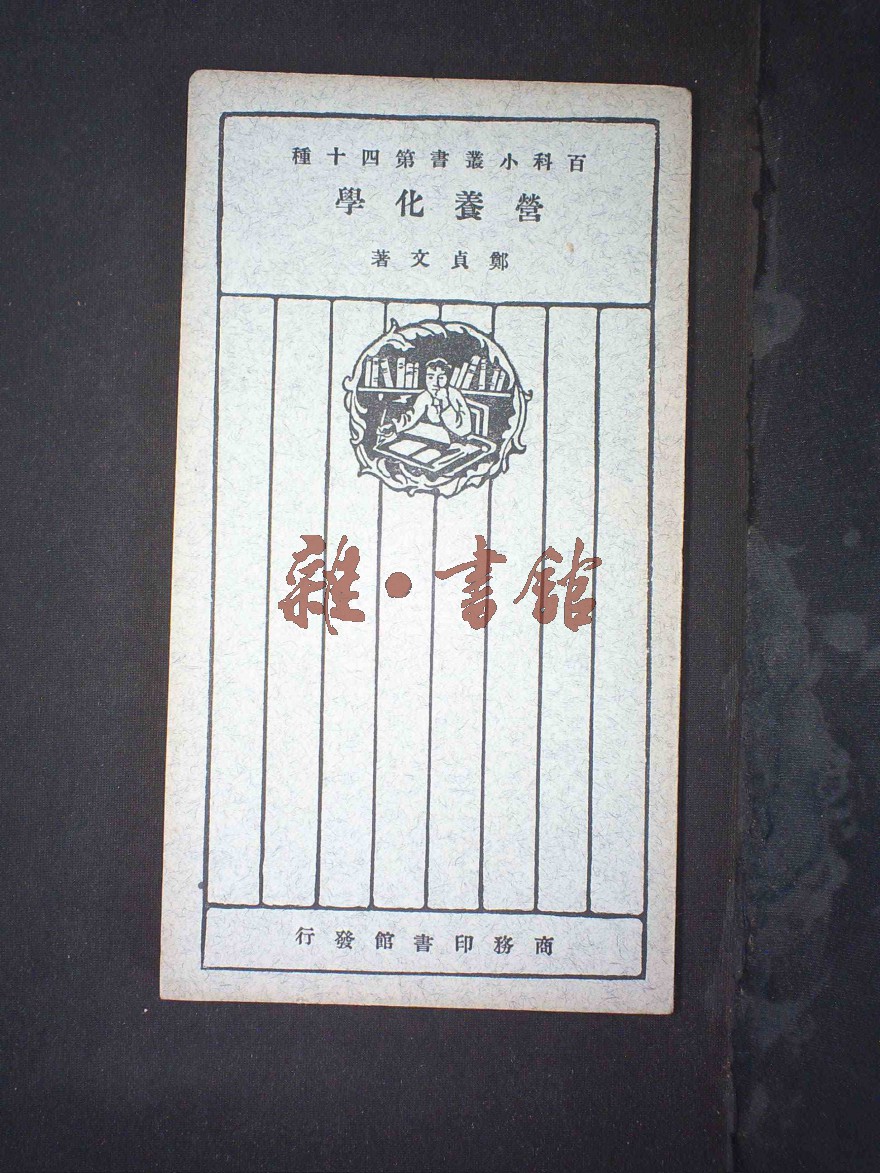 百科小叢書第四十種
營養化學
鄭貞文著
雜·書館
商務印書館發行